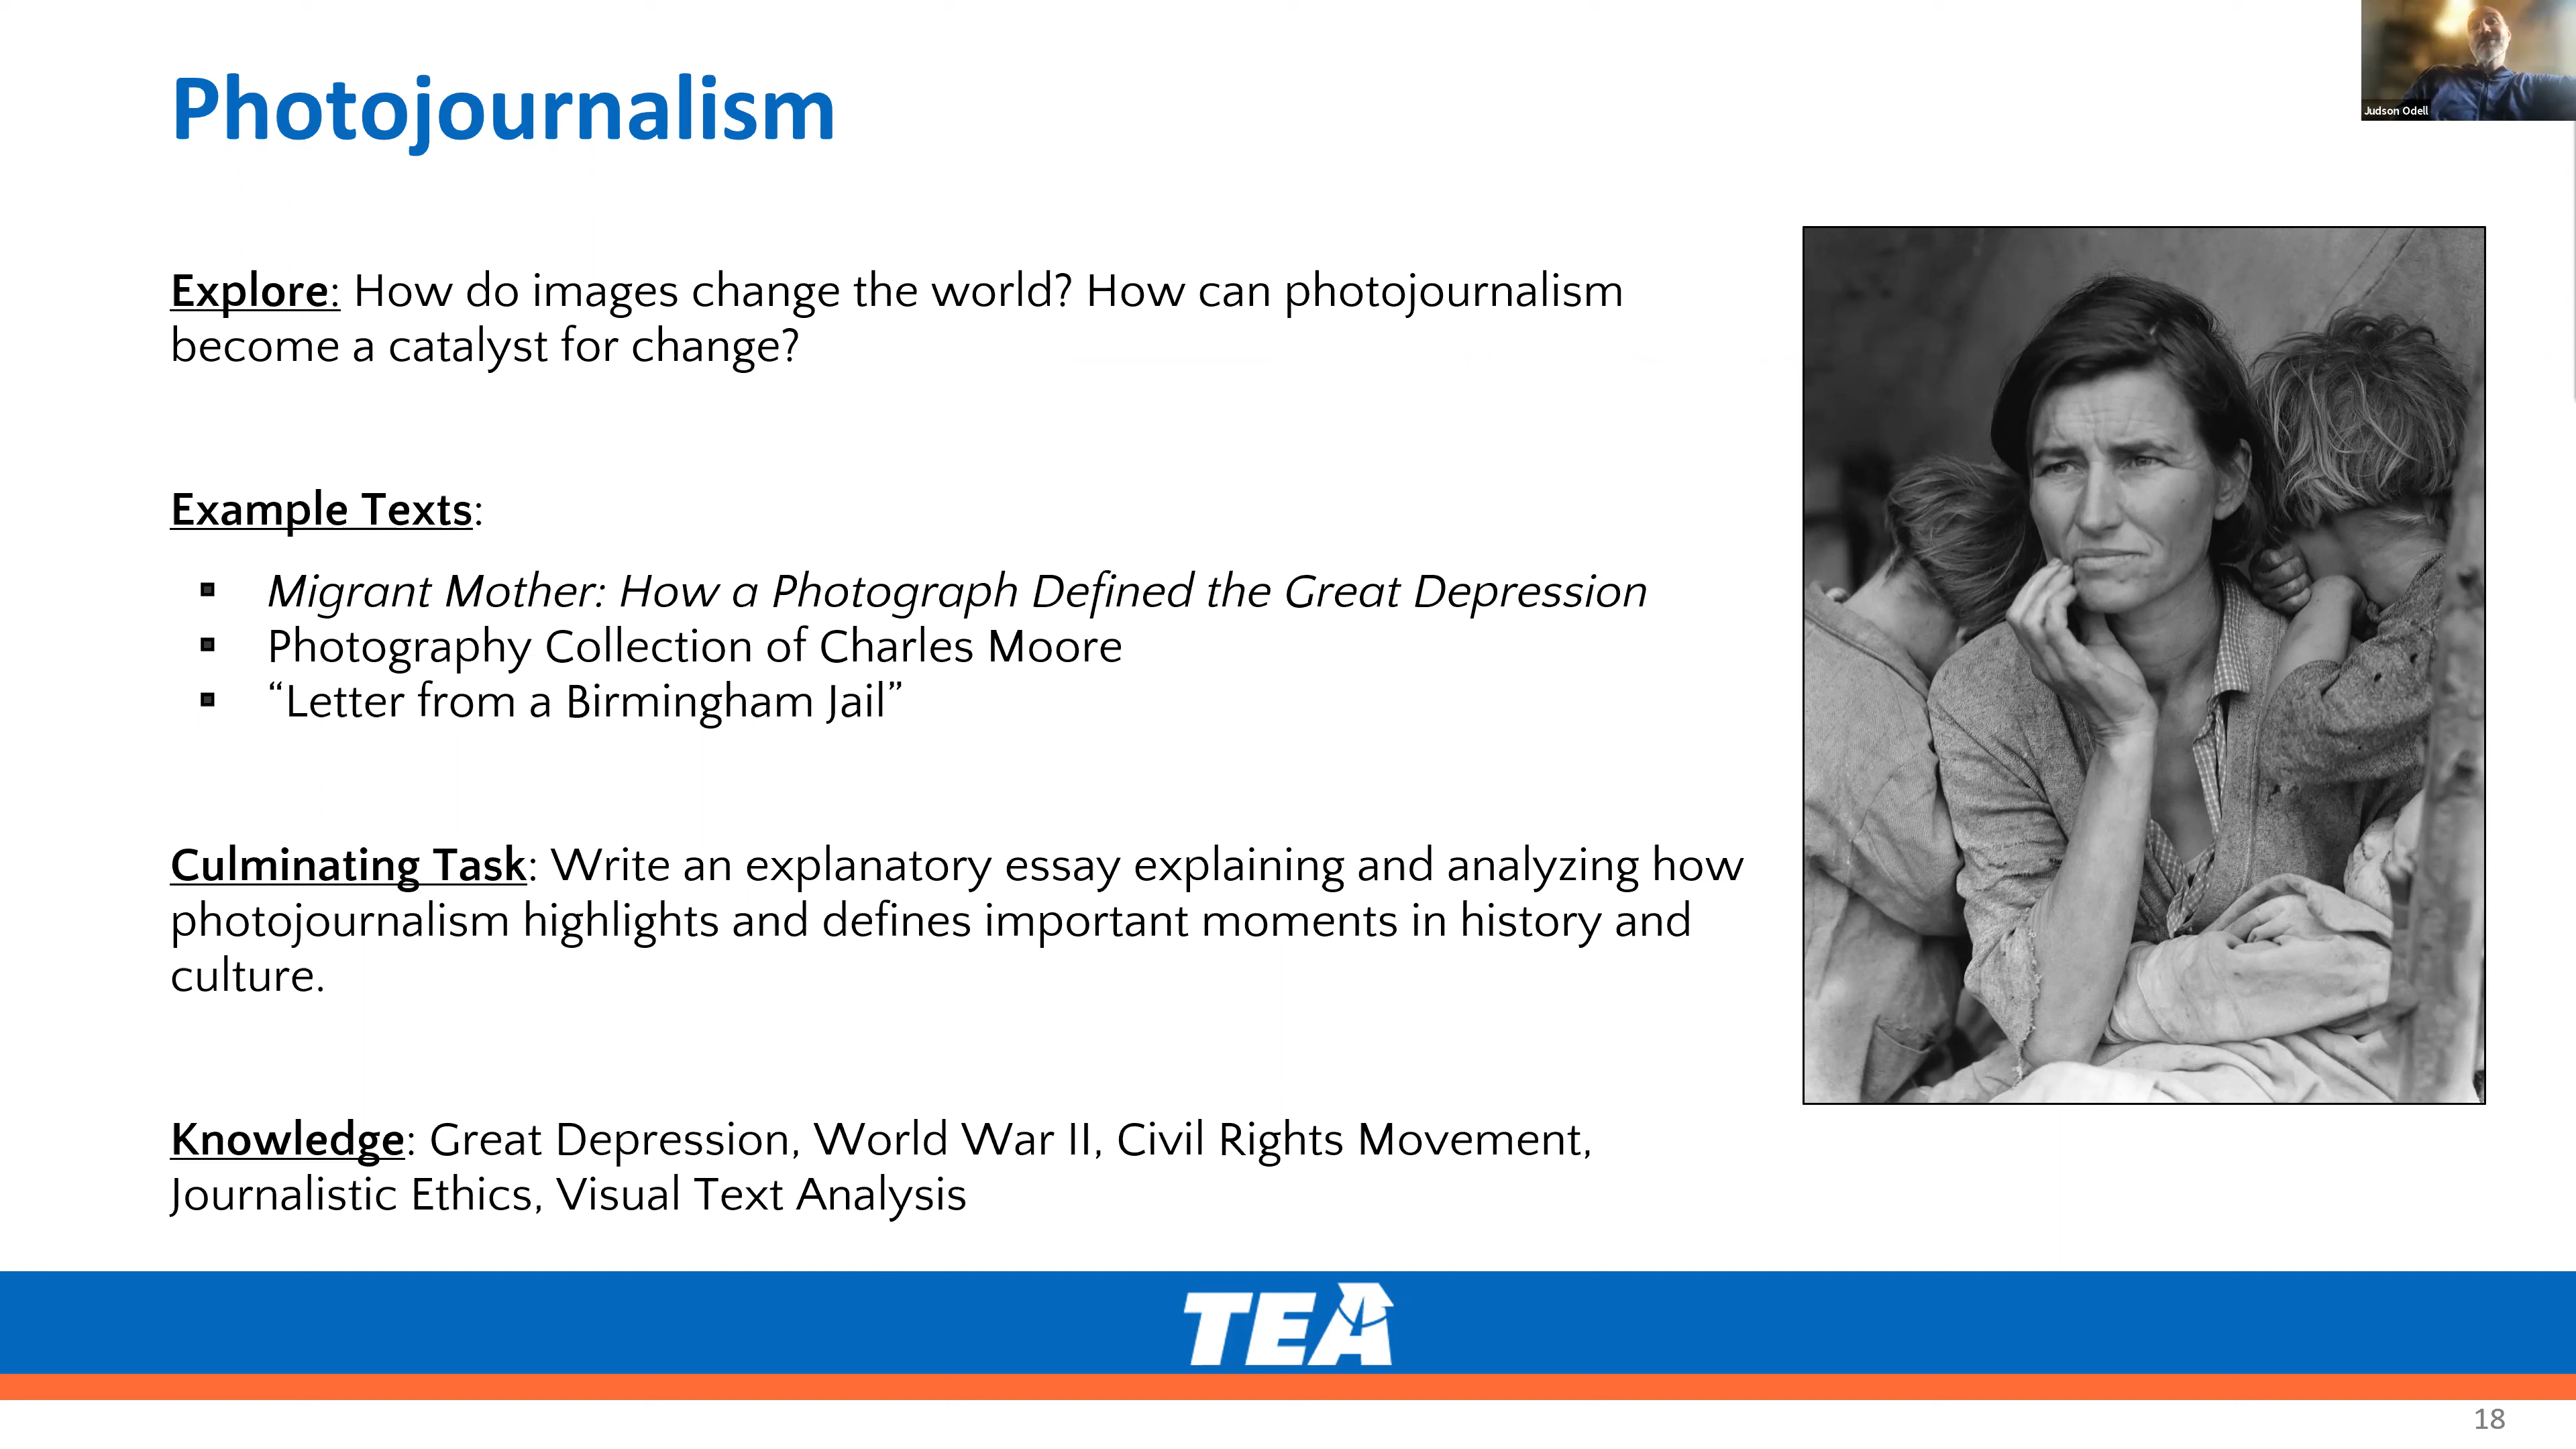 Photojournalism
Judson Odell
Explore: How do images change the world? How can photojournalism
become a catalyst for change?
Example Texts:
▪ Migrant Mother: How a Photograph Defined the Great Depression
▪ Photography Collection of Charles Moore
▪ “Letter from a Birmingham Jail”
Culminating Task: Write an explanatory essay explaining and analyzing how
photojournalism highlights and defines important moments in history and
culture.
Knowledge: Great Depression, World War II, Civil Rights Movement,
Journalistic Ethics, Visual Text Analysis
TEA
18